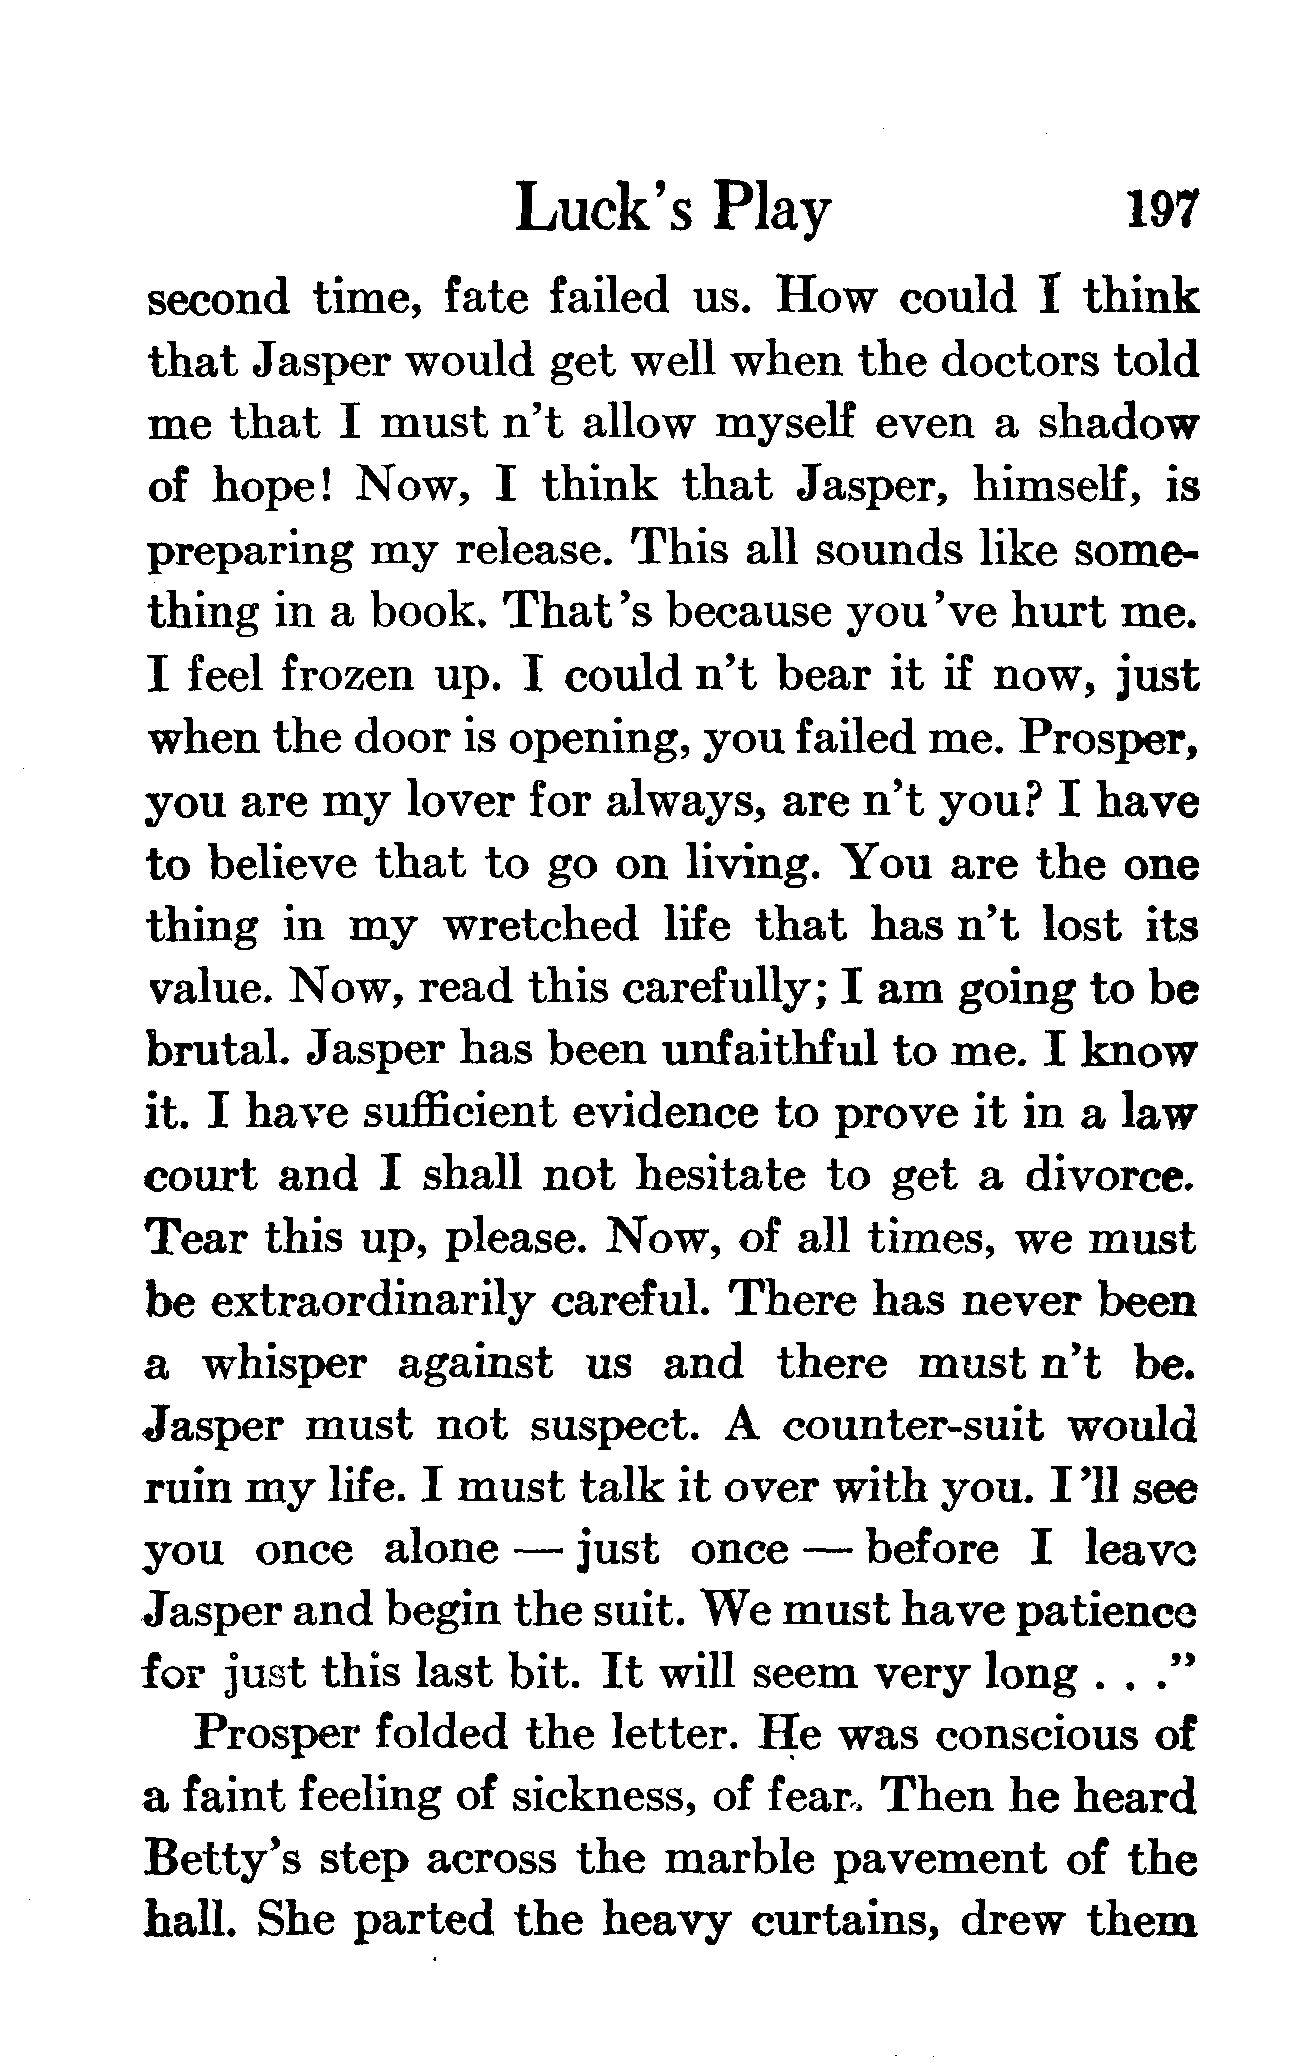 Luck's Play 197
second time, fate failed us. How could I think
that Jasper would get well when the doctors told
me that I must n't allow myself even a shadow
of hope! Now, I think that Jasper, himself, is
preparing my release. This all sounds like some-
thing in a book. That's because you've hurt me.
I feel frozen up. I could n't bear it if now, just
when the door is opening, you failed me. Prosper,
you are my lover for always, are n't you? I have
to believe that to go on living. You are the one
thing in my wretched life that has n't lost its
value. Now, read this carefully; I am going to be
brutal. Jasper has been unfaithful to me. I know
it. I have sufficient evidence to prove it in a law
court and I shall not hesitate to get a divorce.
Tear this up, please. Now, of all times, we must
be extraordinarily careful. There has never been
a whisper against us and there must n't be.
Jasper must not suspect. A counter-suit would
ruin my life. I must talk it over with you. I'll see
you once alone — just once — before I leave
Jasper and begin the suit. We must have patience
for just this last bit. It will seem very long . . ."
Prosper folded the letter. He was conscious of
a faint feeling of sickness, of fear. Then he heard
Betty's step across the marble pavement of the
hall. She parted the heavy curtains, drew them